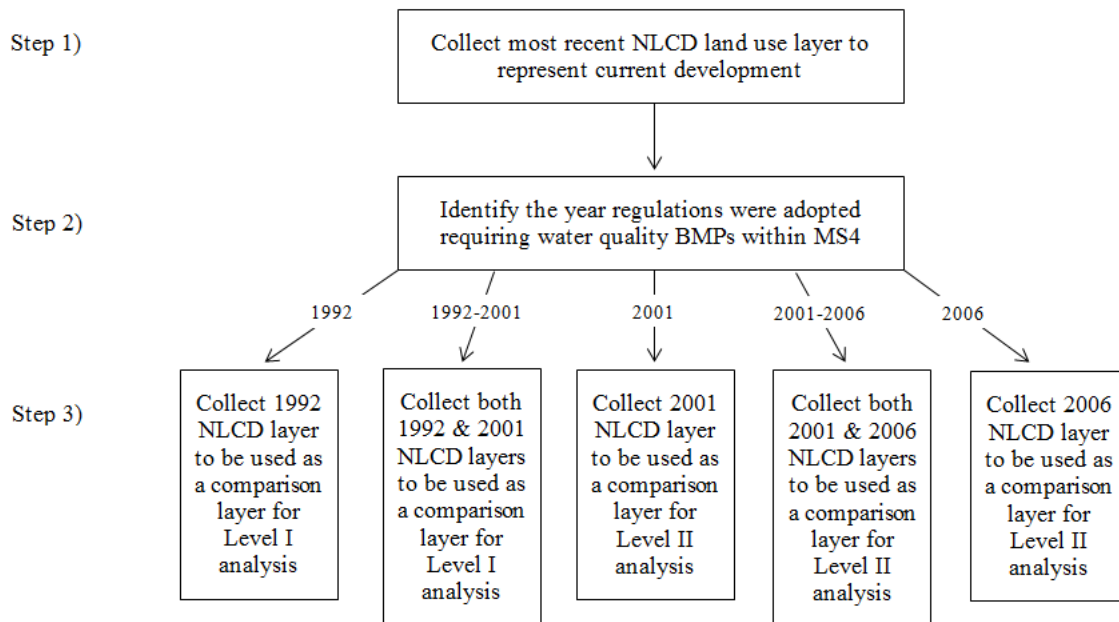 Step 1)
Collect most recent NLCD land use layer to
represent current development
Step 2)
Identify the year regulations were adopted
requiring water quality BMPs within MS4
1992
1992-2001
2001
2001-2006
2006
Step 3)
Collect 1992
NLCD layer
to be used as
a comparison
layer for
Level I
analysis
Collect both
1992 & 2001
NLCD layers
to be used as
a comparison
layer for
Level I
analysis
Collect 2001
NLCD layer
to be used as
a comparison
layer for
Level II
analysis
Collect both
2001 & 2006
NLCD layers
to be used as
a comparison
layer for
Level II
analysis
Collect 2006
NLCD layer
to be used as
a comparison
layer for
Level II
analysis